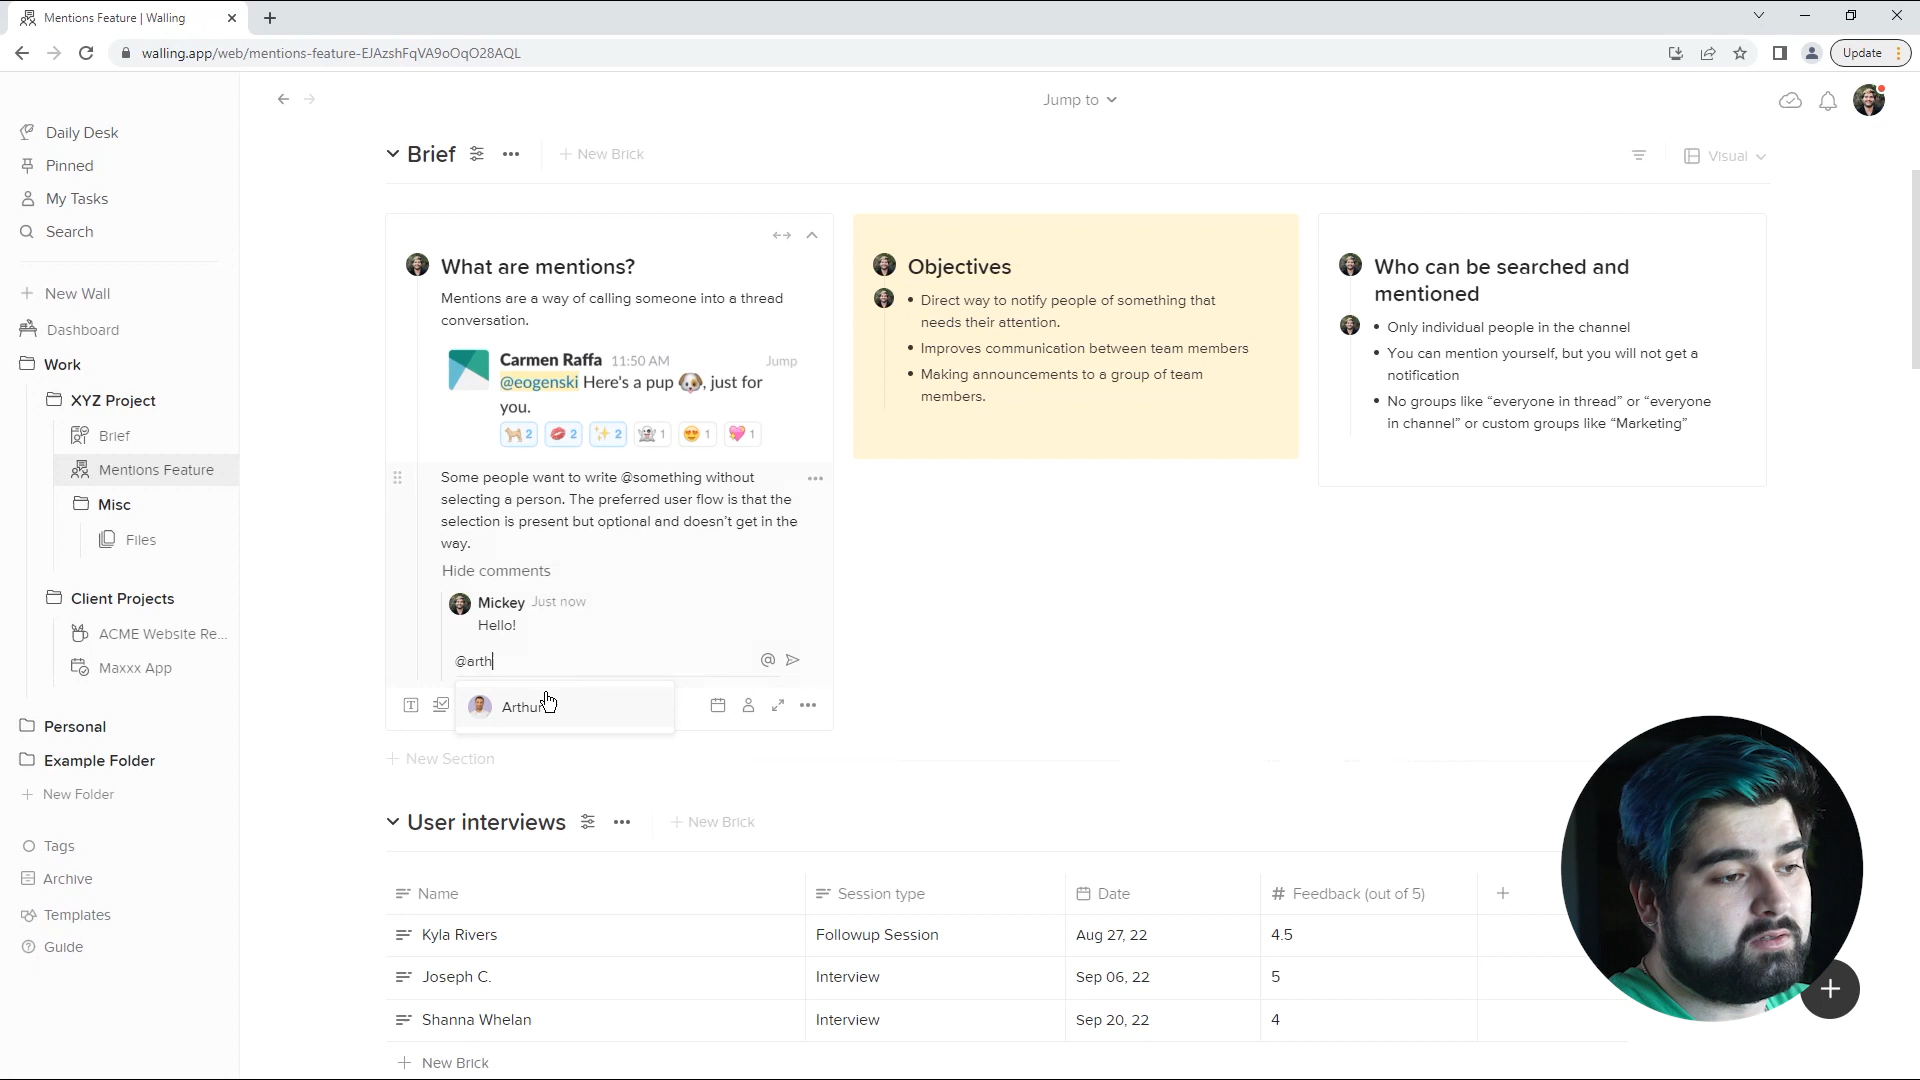 Mentions Feature | Walling
walling.app/web/mentions-feature-EJAzshFqVA9oOqO28AQL
Update
Jump to
Daily Desk
Pinned
My Tasks
Search
New Wall
Dashboard
Work
XYZ Project
Brief
Mentions Feature
Misc
Files
Client Projects
ACME Website Re...
Maxxx App
Personal
Example Folder
New Folder
Tags
Archive
Templates
Guide
Brief
+ New Brick
Visual
What are mentions?
Mentions are a way of calling someone into a thread
conversation.
Carmen Raffa 11:50 AM Jump
@eogenski Here's a pup 🐶, just for
you.
2 2 2 1 1 1
Some people want to write @something without
selecting a person. The preferred user flow is that the
selection is present but optional and doesn't get in the
way.
Hide comments
Mickey Just now
Hello!
@arth
Arthur
Objectives
• Direct way to notify people of something that
needs their attention.
• Improves communication between team members
• Making announcements to a group of team
members.
Who can be searched and
mentioned
• Only individual people in the channel
• You can mention yourself, but you will not get a
notification
• No groups like “everyone in thread” or “everyone
in channel” or custom groups like “Marketing”
+ New Section
User interviews
+ New Brick
Name Session type Date # Feedback (out of 5) +
Kyla Rivers Followup Session Aug 27, 22 4.5
Joseph C. Interview Sep 06, 22 5
Shanna Whelan Interview Sep 20, 22 4
+ New Brick